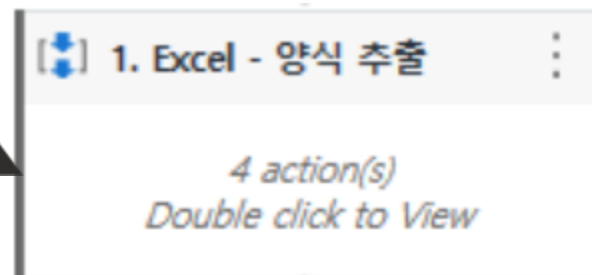 1. Excel - 양식 추출
4 action(s)
Double click to View